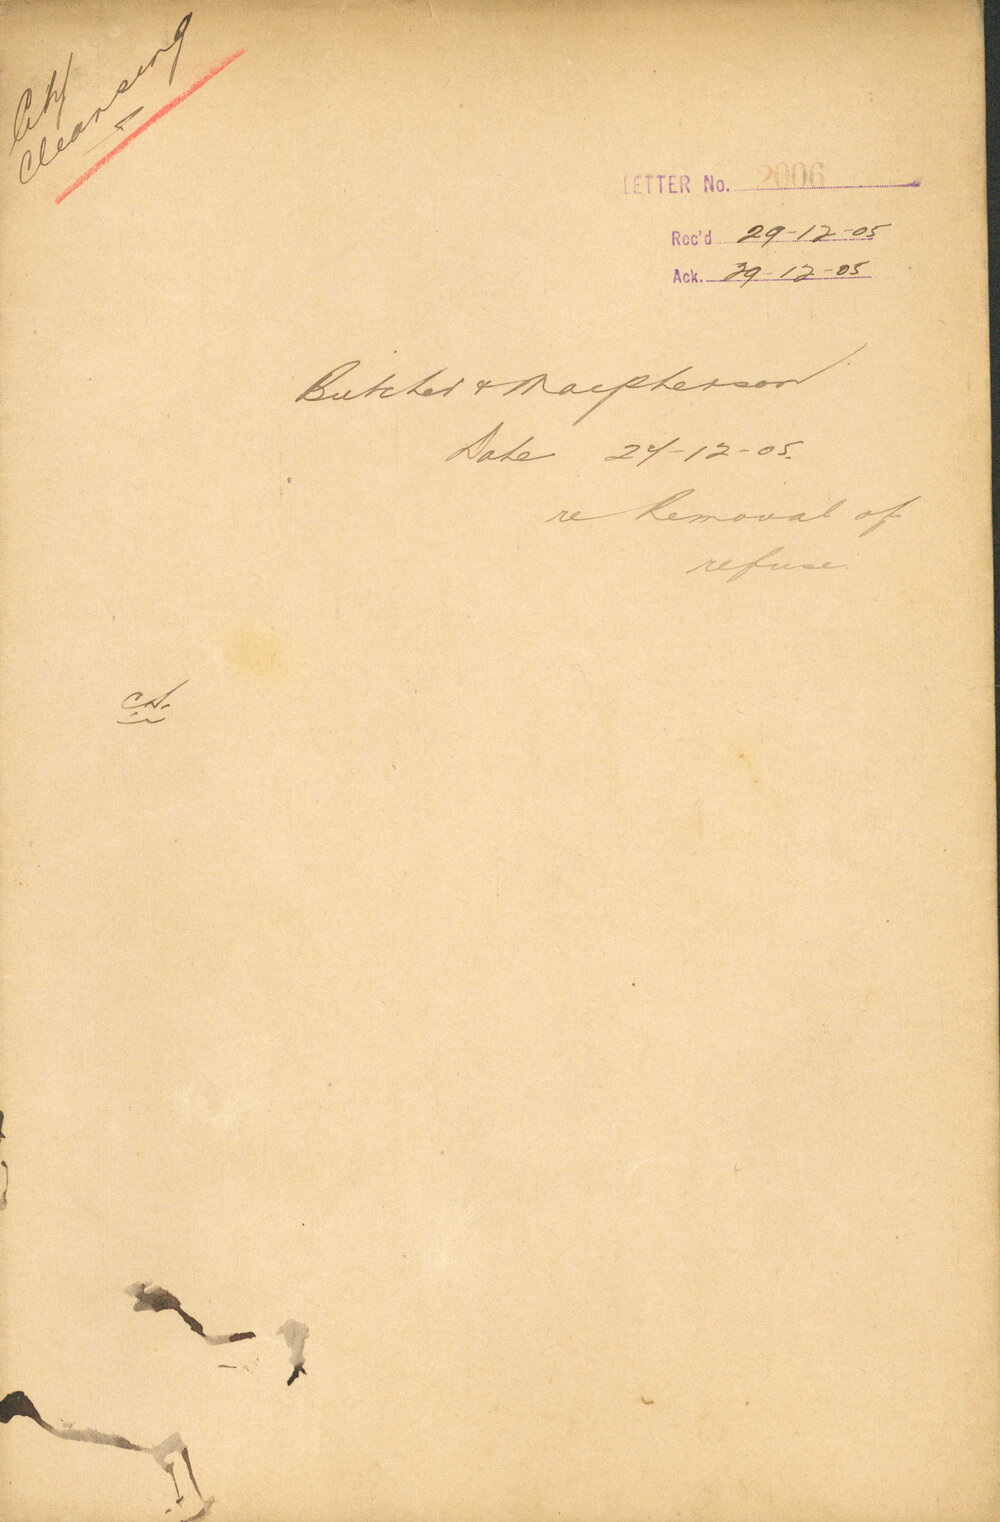 City
Cleansing
LETTER No. 2006
Rec'd 29-12-05
Ack. 29-12-05
Butcher & Macpherson
Date 24-12-05.
re Removal of
refuse